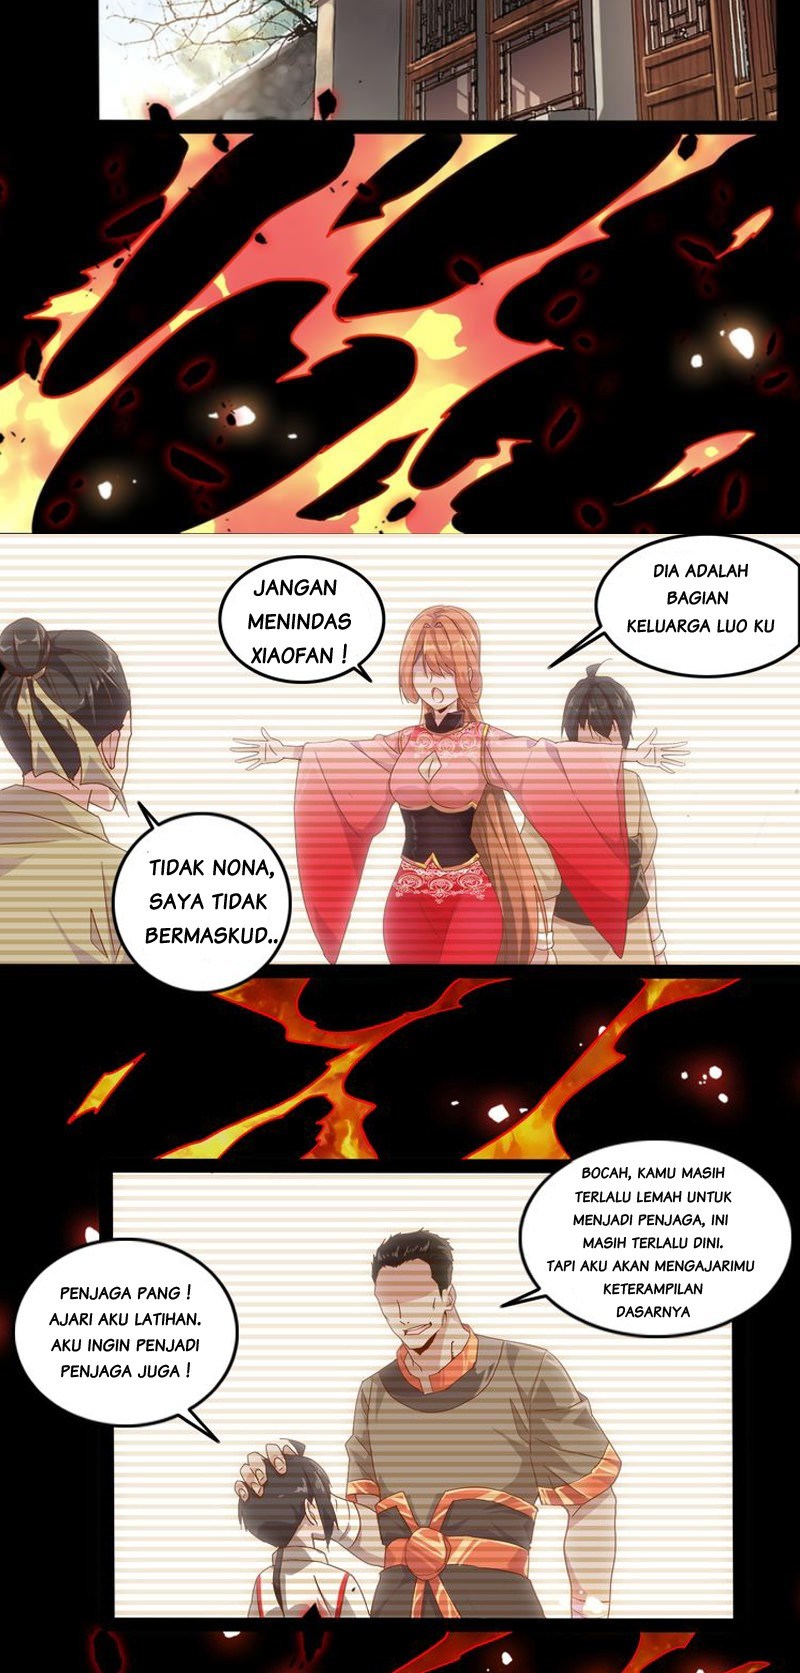 JANGAN
MENINDAS
XIAOFAN !
DIA ADALAH
BAGIAN
KELUARGA LUO KU
TIDAK NONA,
SAYA TIDAK
BERMASKUD..
BOCAH, KAMU MASIH
TERLALU LEMAH UNTUK
MENJADI PENJAGA, INI
MASIH TERLALU DINI.
TAPI AKU AKAN MENGAJARIMU
KETERAMPILAN
DASARNYA
PENJAGA PANG !
AJARI AKU LATIHAN.
AKU INGIN PENJADI
PENJAGA JUGA !